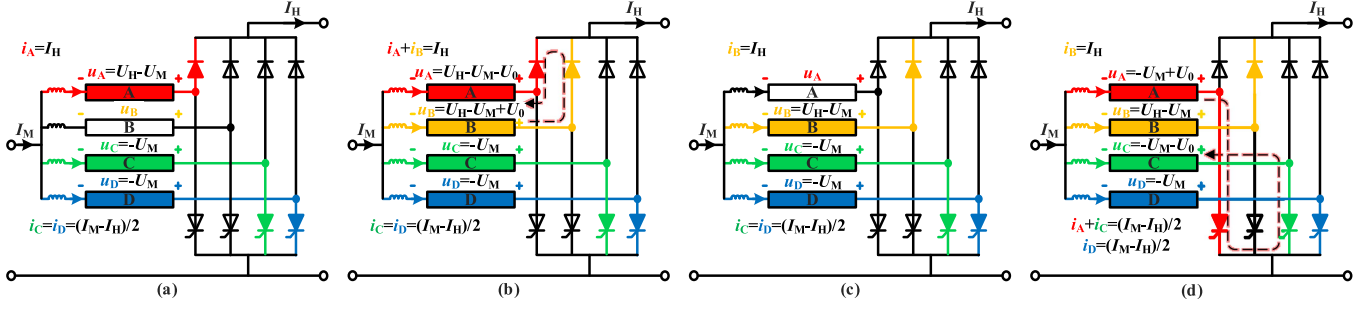 I_H
i_A=I_H
u_A=U_H-U_M
- +
A
u_B
- +
B
I_M
u_C=-U_M
- +
C
u_D=-U_M
- +
D
i_C=i_D=(I_M-I_H)/2
(a)
I_H
i_A+i_B=I_H
u_A=U_H-U_M-U_0
- +
A
u_B=U_H-U_M+U_0
- +
B
I_M
u_C=-U_M
- +
C
u_D=-U_M
- +
D
i_C=i_D=(I_M-I_H)/2
(b)
I_H
i_B=I_H
u_A
- +
A
u_B=U_H-U_M
- +
B
I_M
u_C=-U_M
- +
C
u_D=-U_M
- +
D
i_C=i_D=(I_M-I_H)/2
(c)
I_H
i_B=I_H
u_A=-U_M+U_0
- +
A
u_B=U_H-U_M
- +
B
I_M
u_C=-U_M-U_0
- +
C
u_D=-U_M
- +
D
i_A+i_C=(I_M-I_H)/2
i_D=(I_M-I_H)/2
(d)